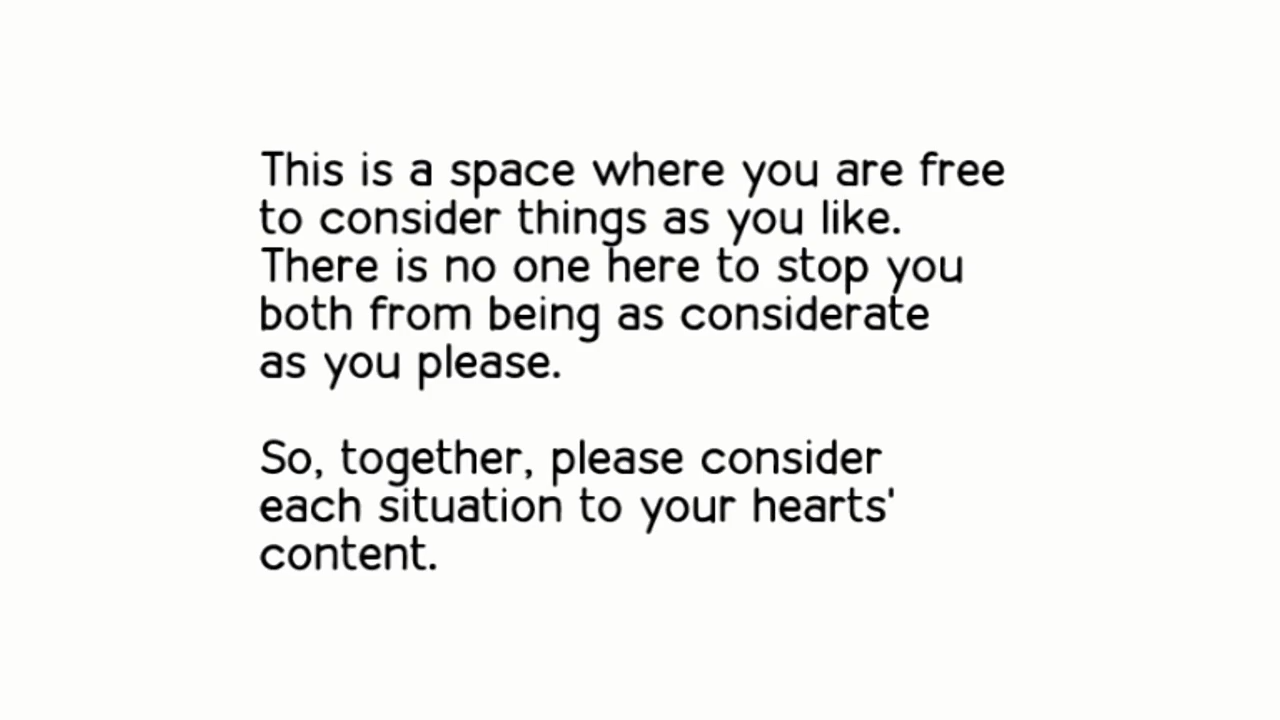 This is a space where you are free
to consider things as you like.
There is no one here to stop you
both from being as considerate
as you please.
So, together, please consider
each situation to your hearts'
content.